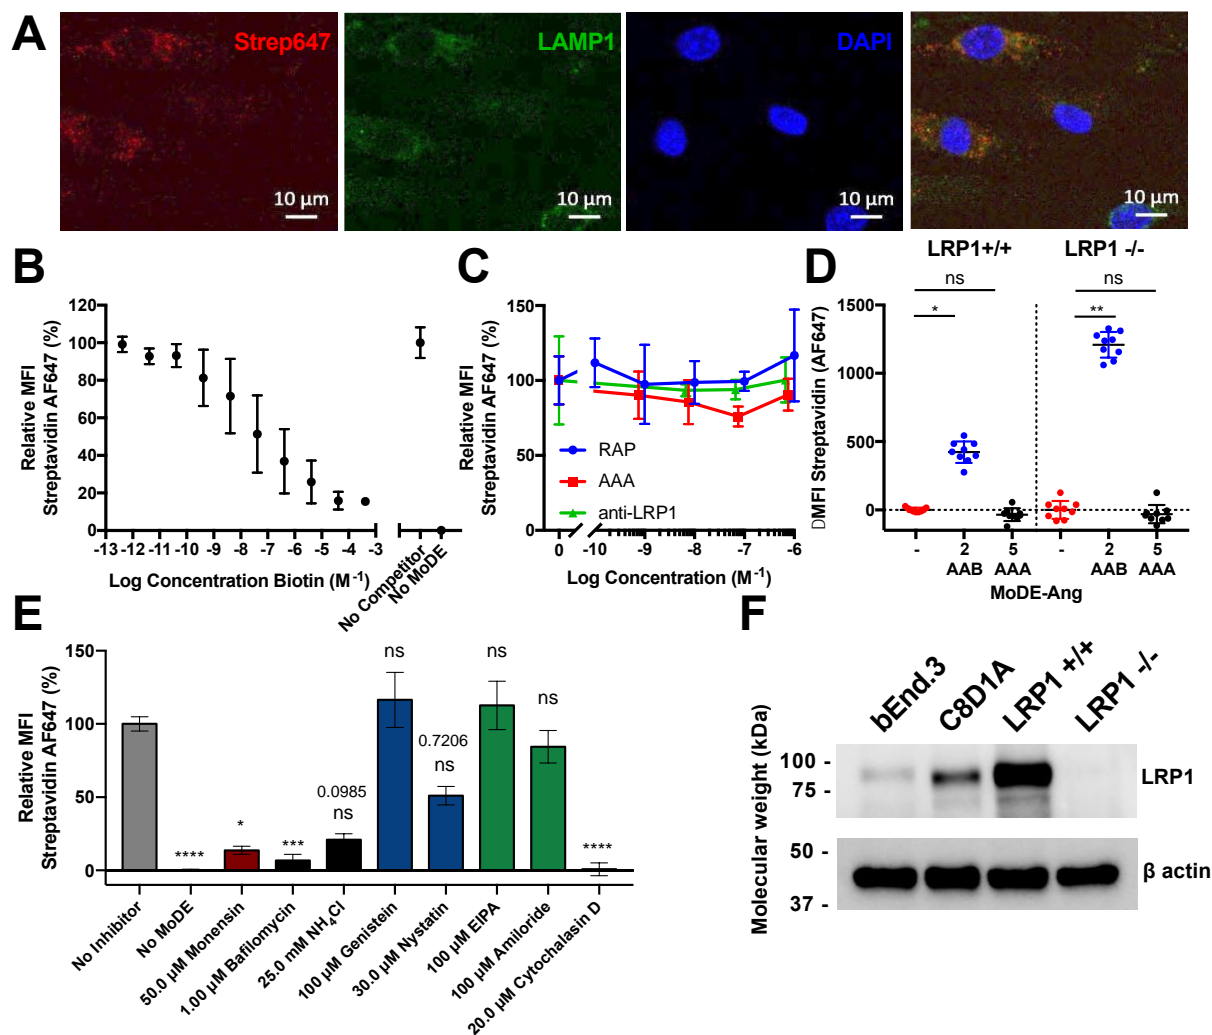 A
Strep647
LAMP1
DAPI
10 μm
10 μm
10 μm
10 μm
B
Relative MFI
Streptavidin AF647 (%)
120
100
80
60
40
20
0
-13 -12 -11 -10 -9 -8 -7 -6 -5 -4 -3
No Competitor
No MoDE
Log Concentration Biotin (M-1)
C
Relative MFI
Streptavidin AF647 (%)
150
100
50
0
RAP
AAA
anti-LRP1
0 -10 -9 -8 -7 -6
Log Concentration (M-1)
D
LRP1+/+ LRP1 -/-
ns ns
* **
DMFI Streptavidin (AF647)
1500
1000
500
0
- 2 5 - 2 5
AAB AAA AAB AAA
MoDE-Ang
E
Relative MFI
Streptavidin AF647 (%)
150
100
50
0
****
*
***
0.0985
ns
ns
0.7206
ns
ns
ns
****
No Inhibitor
No MoDE
50.0 μM Monensin
1.00 μM Bafilomycin
25.0 mM NH4Cl
100 μM Genistein
30.0 μM Nystatin
100 μM EIPA
100 μM Amiloride
20.0 μM Cytochalasin D
F
bEnd.3
C8D1A
LRP1 +/+
LRP1 -/-
Molecular weight (kDa)
100 -
75 -
LRP1
50 -
37 -
β actin